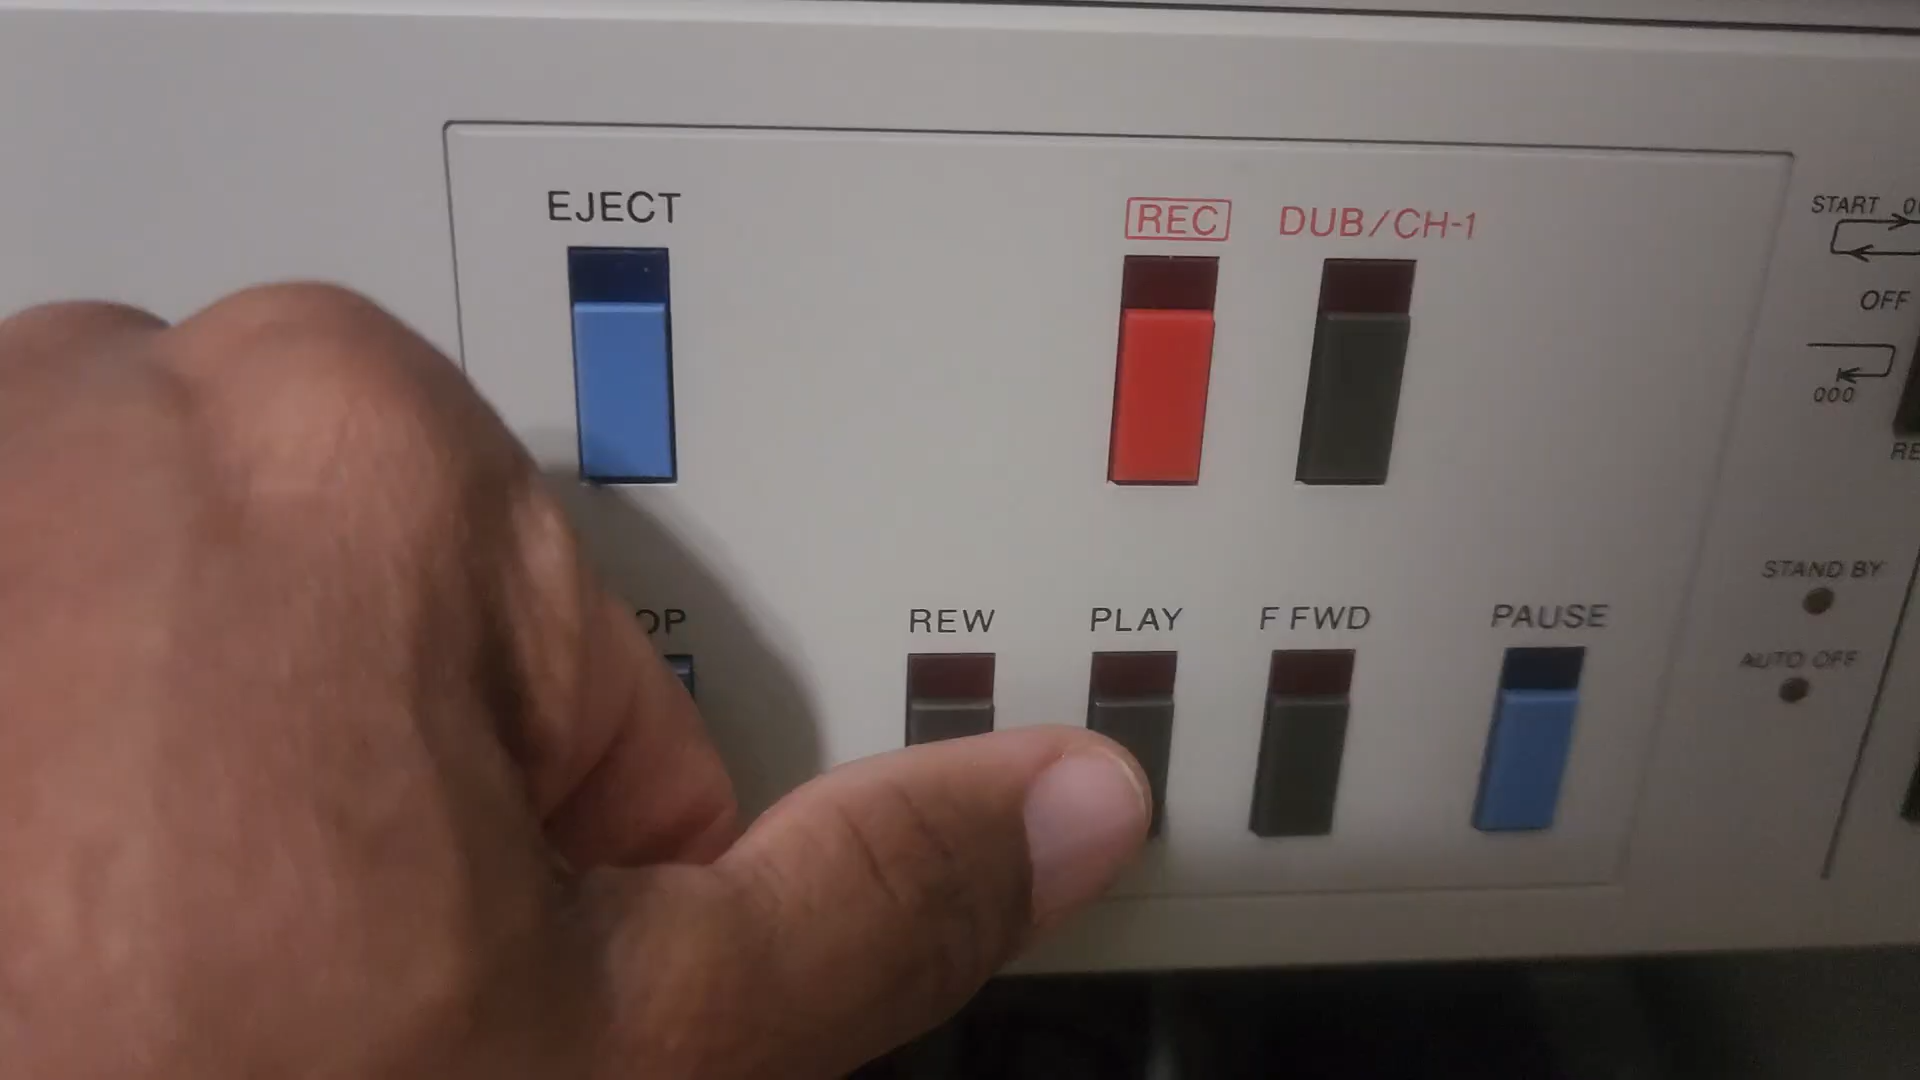 EJECT
REC
DUB/CH-1
START
OFF
000
STAND BY
AUTO OFF
REW
PLAY
F FWD
PAUSE